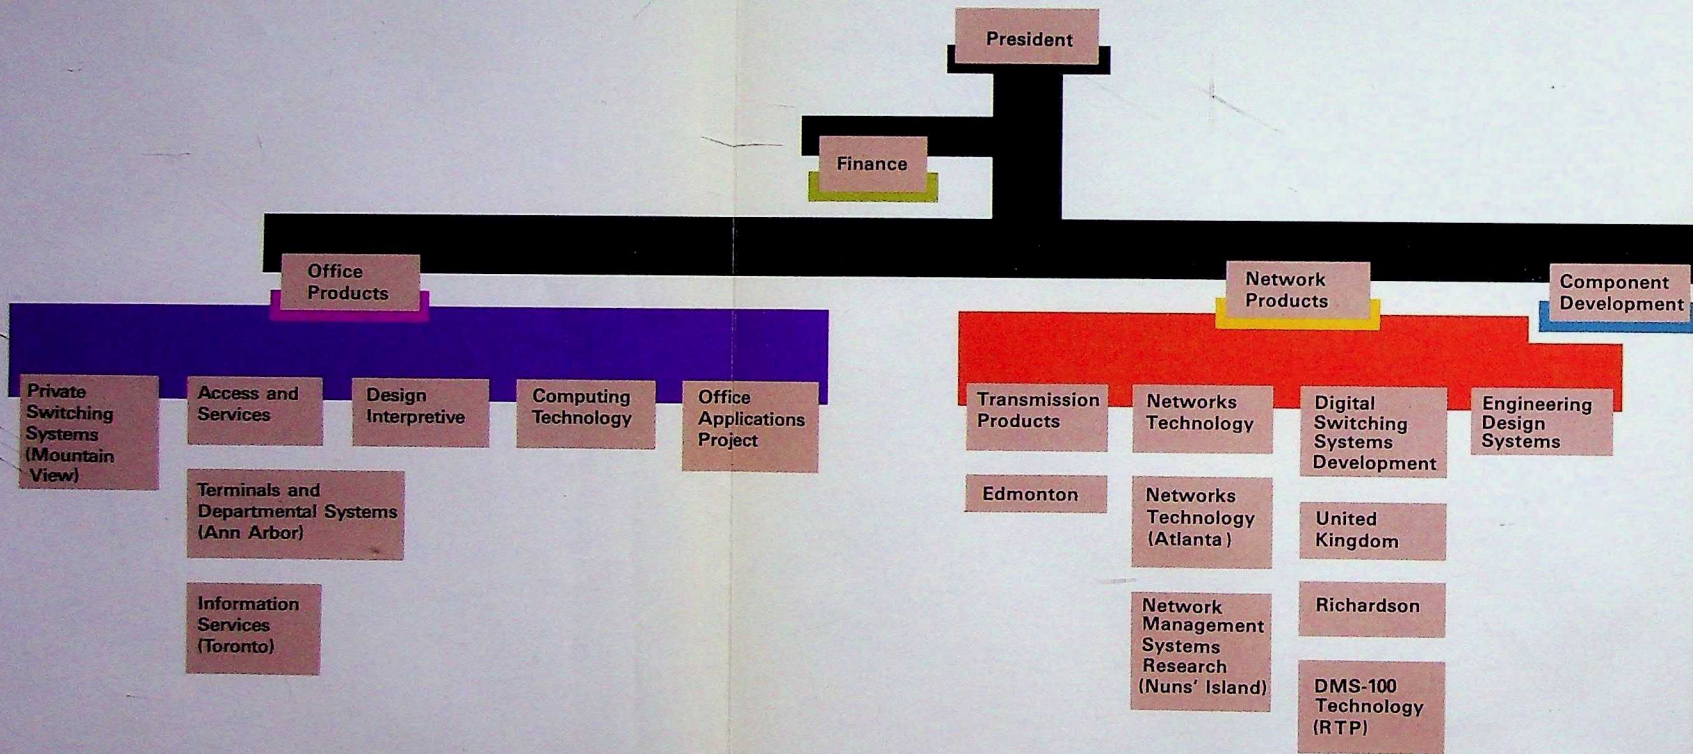 President
Finance
Office
Products
Network
Products
Component
Development
Private
Switching
Systems
(Mountain
View)
Access and
Services
Design
Interpretive
Computing
Technology
Office
Applications
Project
Transmission
Products
Networks
Technology
Digital
Switching
Systems
Development
Engineering
Design
Systems
Terminals and
Departmental Systems
(Ann Arbor)
Edmonton
Networks
Technology
(Atlanta)
United
Kingdom
Information
Services
(Toronto)
Network
Management
Systems
Research
(Nuns' Island)
Richardson
DMS-100
Technology
(RTP)